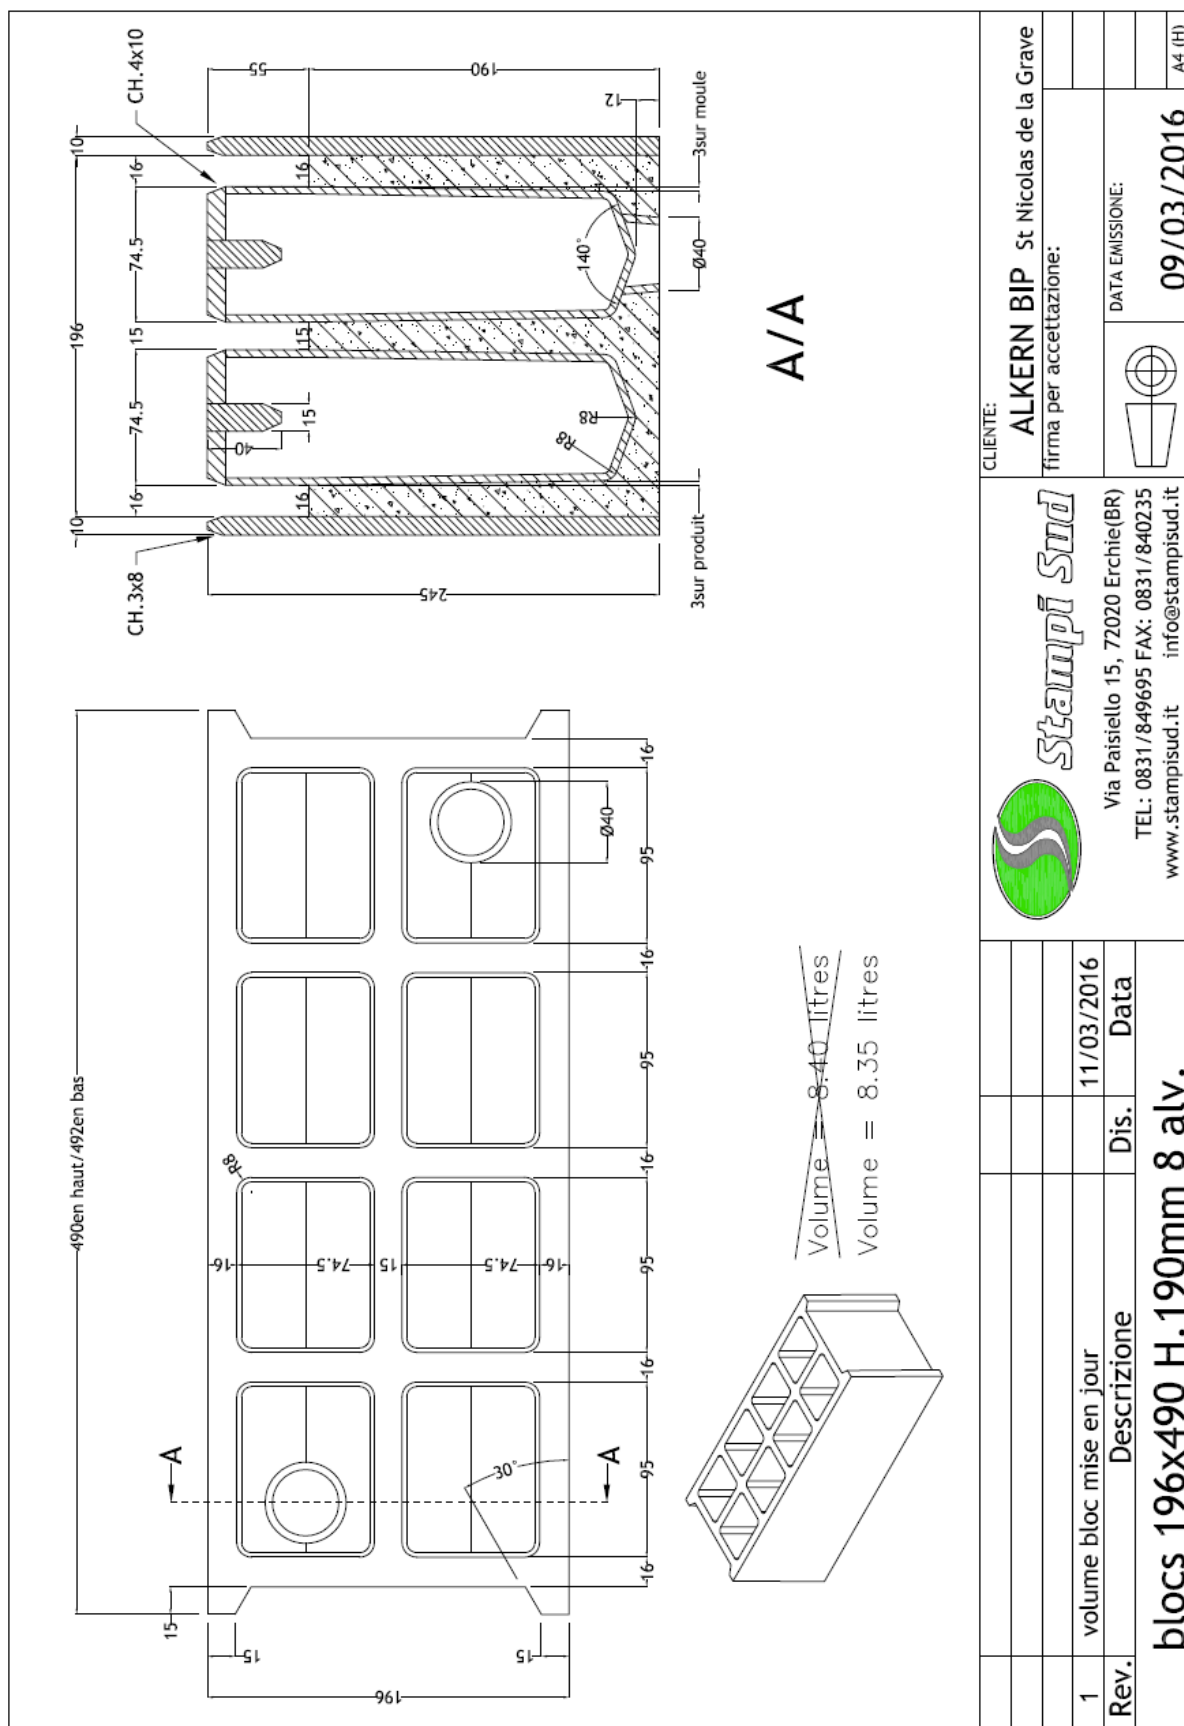 490en haut/492en bas
15
15
15
196
A
A
30°
R8
16
74.5
15
74.5
16
16
95
16
95
16
95
16
95
16
Ø40
CH.3x8
CH.4x10
10
196
10
16
74.5
15
74.5
16
55
190
245
40
15
16
15
16
R8
R8
140°
12
Ø40
3sur produit
3sur moule
A/A
Volume = 8.40 litres
Volume = 8.35 litres
1 volume bloc mise en jour 11/03/2016
Rev. Descrizione Dis. Data
blocs 196x490 H.190mm 8 alv.
Stampi Sud
Via Paisiello 15, 72020 Erchie(BR)
TEL: 0831/849695 FAX: 0831/840235
www.stampisud.it info@stampisud.it
CLIENTE:
ALKERN BIP St Nicolas de la Grave
firma per accettazione:
DATA EMISSIONE:
09/03/2016
A4 (H)